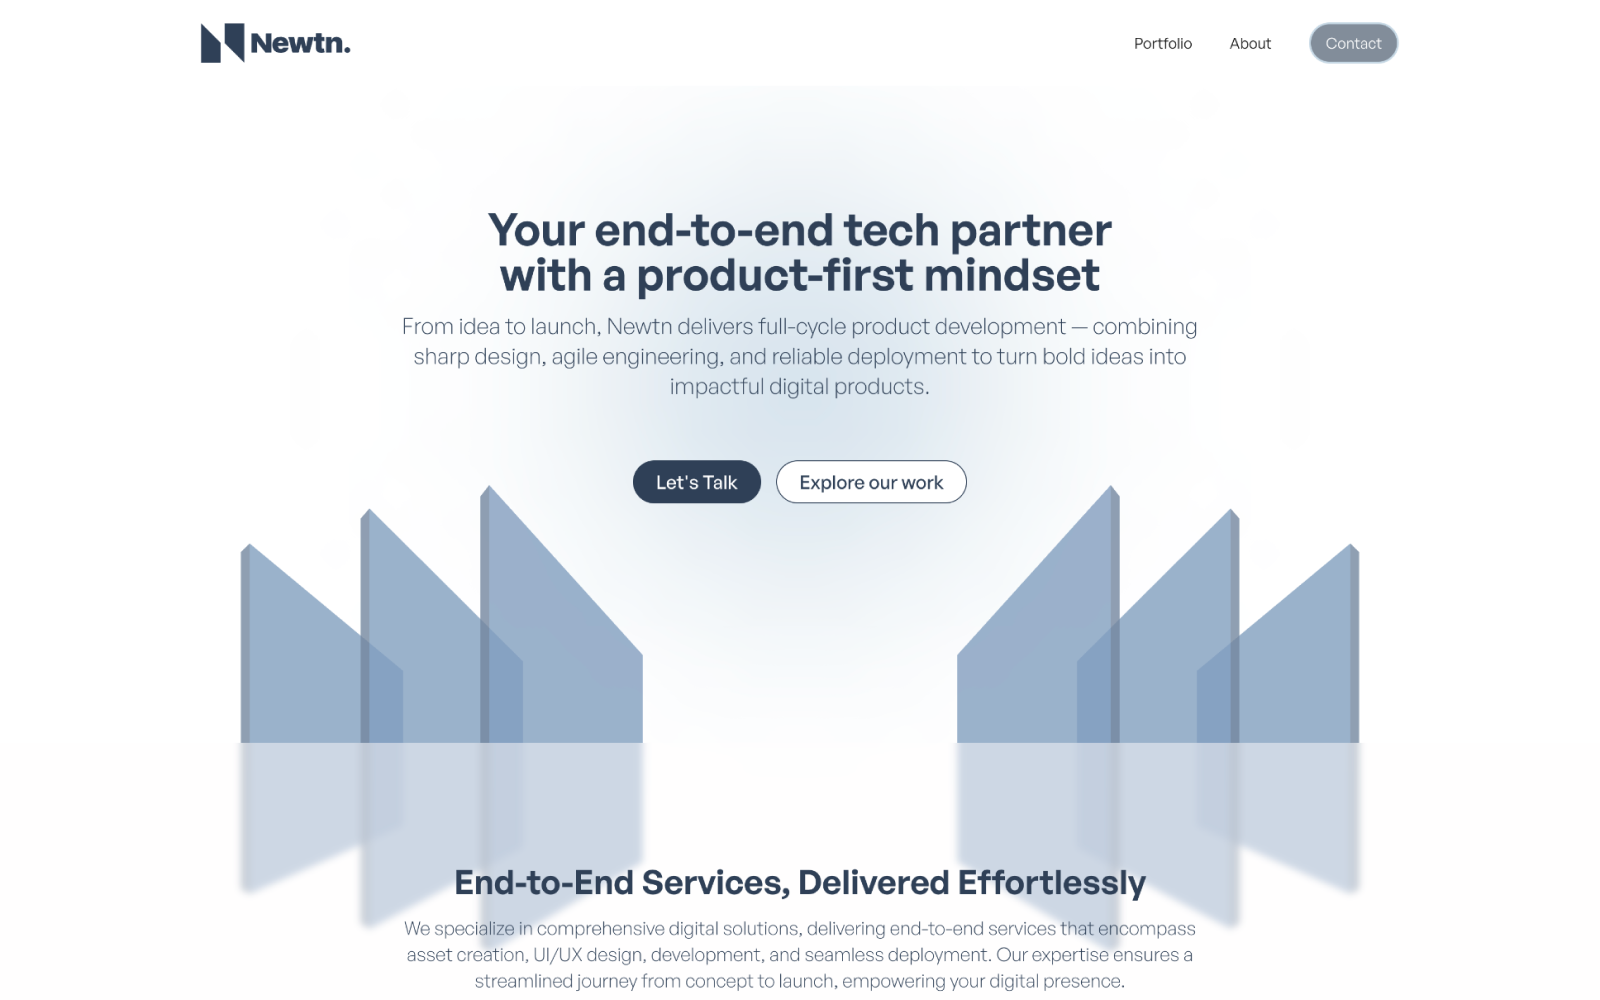 Newtn.
Portfolio
About
Contact
Your end-to-end tech partner
with a product-first mindset
From idea to launch, Newtn delivers full-cycle product development — combining
sharp design, agile engineering, and reliable deployment to turn bold ideas into
impactful digital products.
Let's Talk
Explore our work
End-to-End Services, Delivered Effortlessly
We specialize in comprehensive digital solutions, delivering end-to-end services that encompass
asset creation, UI/UX design, development, and seamless deployment. Our expertise ensures a
streamlined journey from concept to launch, empowering your digital presence.